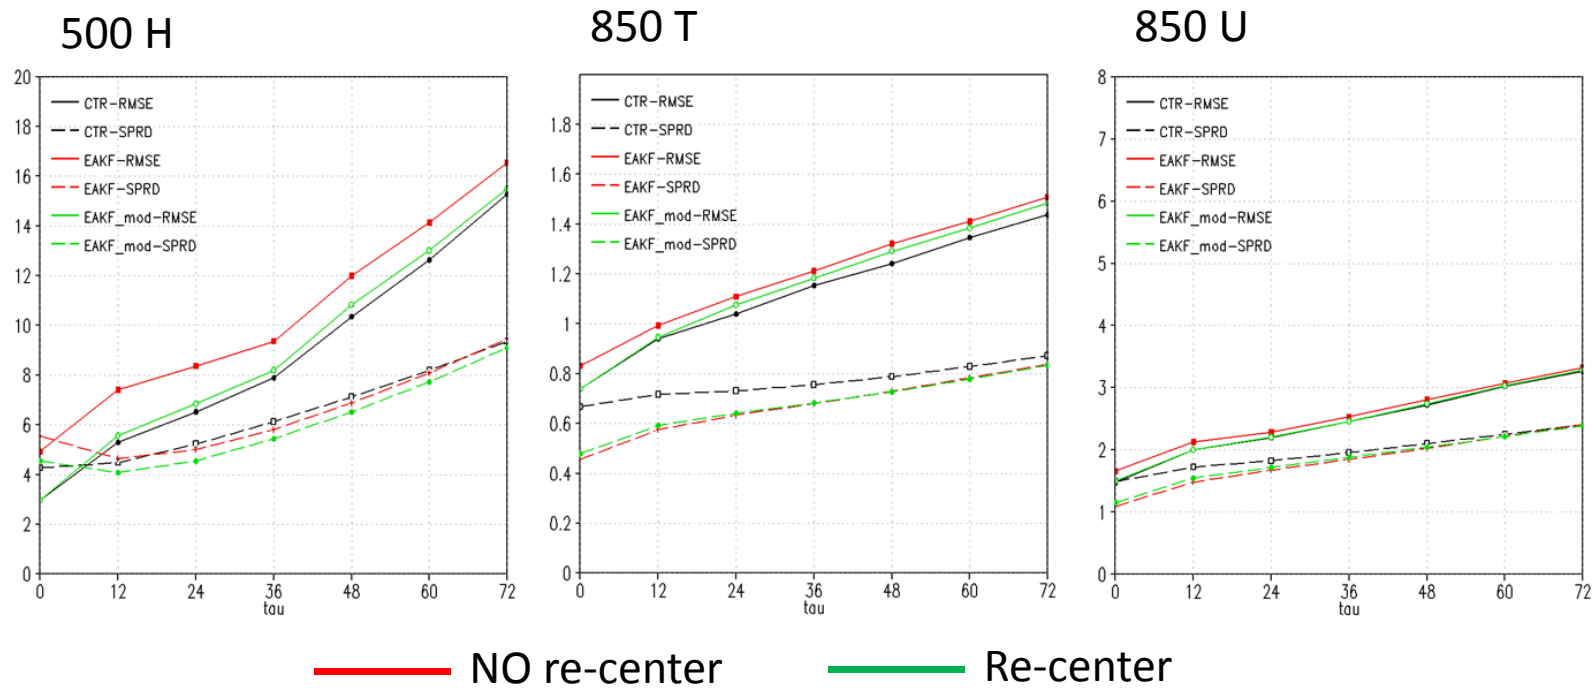 500 H
850 T
850 U
20
18
16
14
12
10
8
6
4
2
0
CTR-RMSE
CTR-SPRD
EAKF-RMSE
EAKF-SPRD
EAKF_mod-RMSE
EAKF_mod-SPRD
0 12 24 36 48 60 72
tau
1.8
1.6
1.4
1.2
1
0.8
0.6
0.4
0.2
0
CTR-RMSE
CTR-SPRD
EAKF-RMSE
EAKF-SPRD
EAKF_mod-RMSE
EAKF_mod-SPRD
0 12 24 36 48 60 72
tau
8
7
6
5
4
3
2
1
0
CTR-RMSE
CTR-SPRD
EAKF-RMSE
EAKF-SPRD
EAKF_mod-RMSE
EAKF_mod-SPRD
0 12 24 36 48 60 72
tau
NO re-center
Re-center